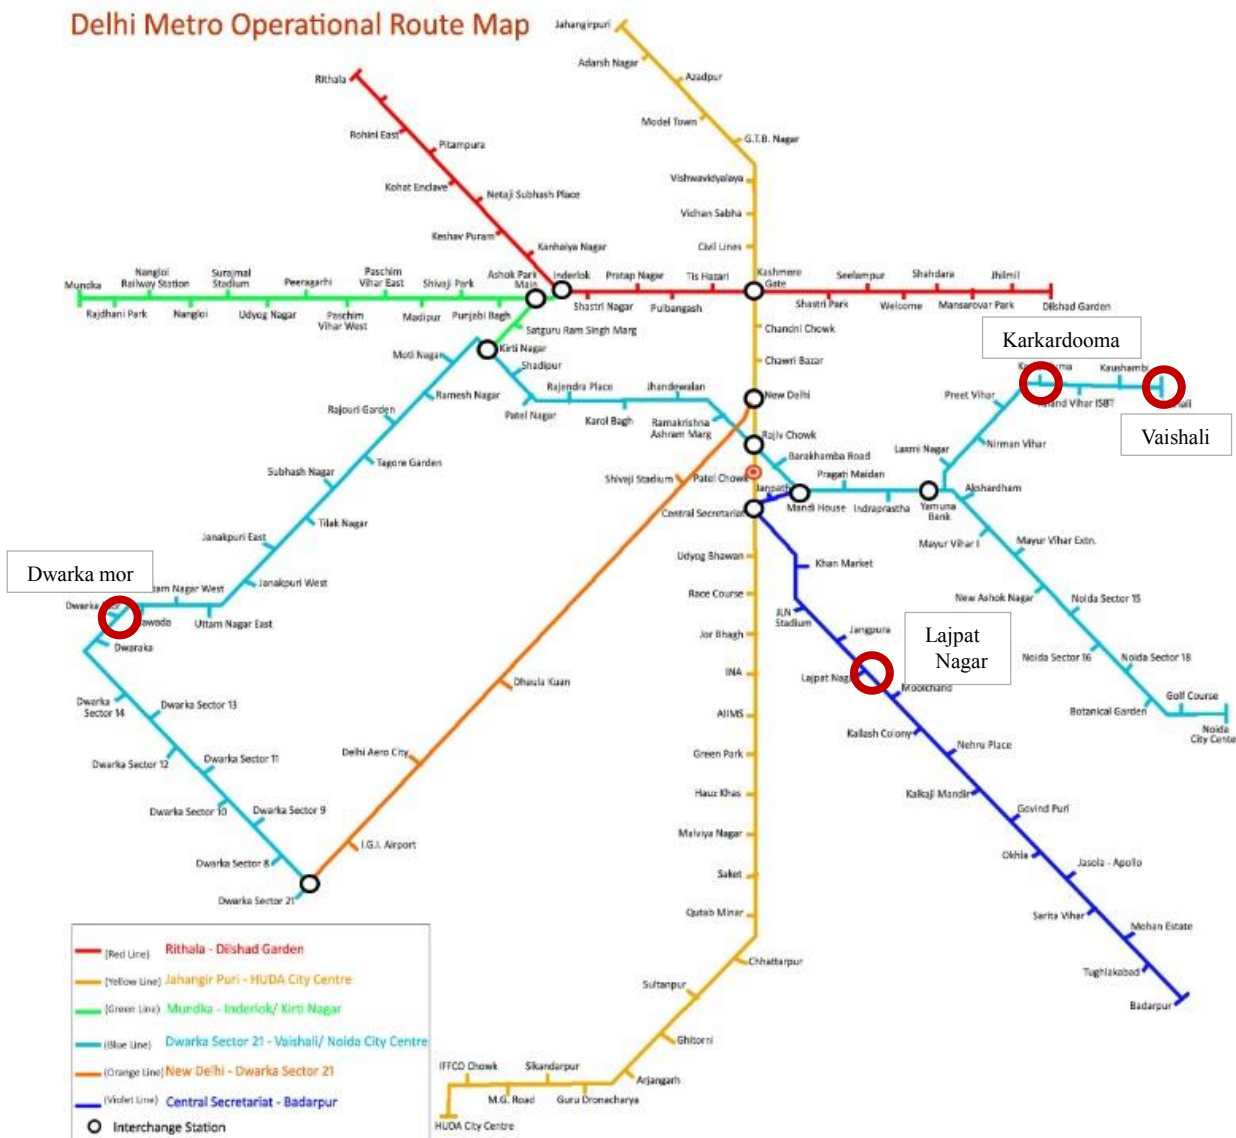 Delhi Metro Operational Route Map
Jahangirpuri
Adarsh Nagar
Azadpur
Model Town
G.T.B. Nagar
Vishwavidyalaya
Vidhan Sabha
Civil Lines
Kashmere
Gate
Rithala
Rohini East
Pitampura
Kohat Enclave
Netaji Subhash Place
Keshav Puram
Kanhaiya Nagar
Inderlok
Shastri Nagar
Pratap Nagar
Pulbangash
Tis Hazari
Shastri Park
Seelampur
Welcome
Shahdara
Mansarovar Park
Jhilmil
Dilshad Garden
Mundka
Rajdhani Park
Nangloi
Railway Station
Nangloi
Surajmal
Stadium
Udyog Nagar
Peeragarhi
Paschim
Vihar West
Paschim
Vihar East
Madipur
Shivaji Park
Punjabi Bagh
Ashok Park
Main
Satguru Ram Singh Marg
Kirti Nagar
Chandni Chowk
Chawri Bazar
New Delhi
Rajiv Chowk
Patel Chowk
Central Secretariat
Udyog Bhawan
Race Course
Jor Bhagh
INA
AIIMS
Green Park
Hauz Khas
Malviya Nagar
Saket
Qutab Minar
Chhattarpur
Sultanpur
Ghitorni
Arjangarh
Guru Dronacharya
Sikandarpur
M.G. Road
IFFCO Chowk
HUDA City Centre
Karkardooma
Kaushambi
Vaishali
Anand Vihar ISBT
Preet Vihar
Nirman Vihar
Laxmi Nagar
Yamuna
Bank
Indraprastha
Pragati Maidan
Mandi House
Barakhamba Road
Janpath
Ramakrishna
Ashram Marg
Jhandewalan
Karol Bagh
Rajendra Place
Patel Nagar
Shadipur
Moti Nagar
Ramesh Nagar
Rajouri Garden
Tagore Garden
Subhash Nagar
Tilak Nagar
Janakpuri East
Janakpuri West
Uttam Nagar East
Nagar West
Dwarka mor
Dwarka
Dwaraka
Dwarka
Sector 14
Dwarka Sector 13
Dwarka Sector 12
Dwarka Sector 11
Dwarka Sector 10
Dwarka Sector 9
Dwarka Sector 8
Dwarka Sector 21
Shivaji Stadium
Dhaula Kuan
Delhi Aero City
I.G.I. Airport
Akshardham
Mayur Vihar I
Mayur Vihar Extn.
New Ashok Nagar
Noida Sector 15
Noida Sector 16
Noida Sector 18
Botanical Garden
Golf Course
Noida
City Cente
Khan Market
JLN
Stadium
Jangpura
Lajpat
Nagar
Lajpat Naga
Moolchand
Kailash Colony
Nehru Place
Kalkaji Mandir
Govind Puri
Okhla
Jasola - Apollo
Sarita Vihar
Mohan Estate
Tughlakabad
Badarpur
(Red Line) Rithala - Dilshad Garden
(Yellow Line) Jahangir Puri - HUDA City Centre
(Green Line) Mundka - Inderlok/ Kirti Nagar
(Blue Line) Dwarka Sector 21 - Vaishali/ Noida City Centre
(Orange Line) New Delhi - Dwarka Sector 21
(Violet Line) Central Secretariat - Badarpur
Interchange Station